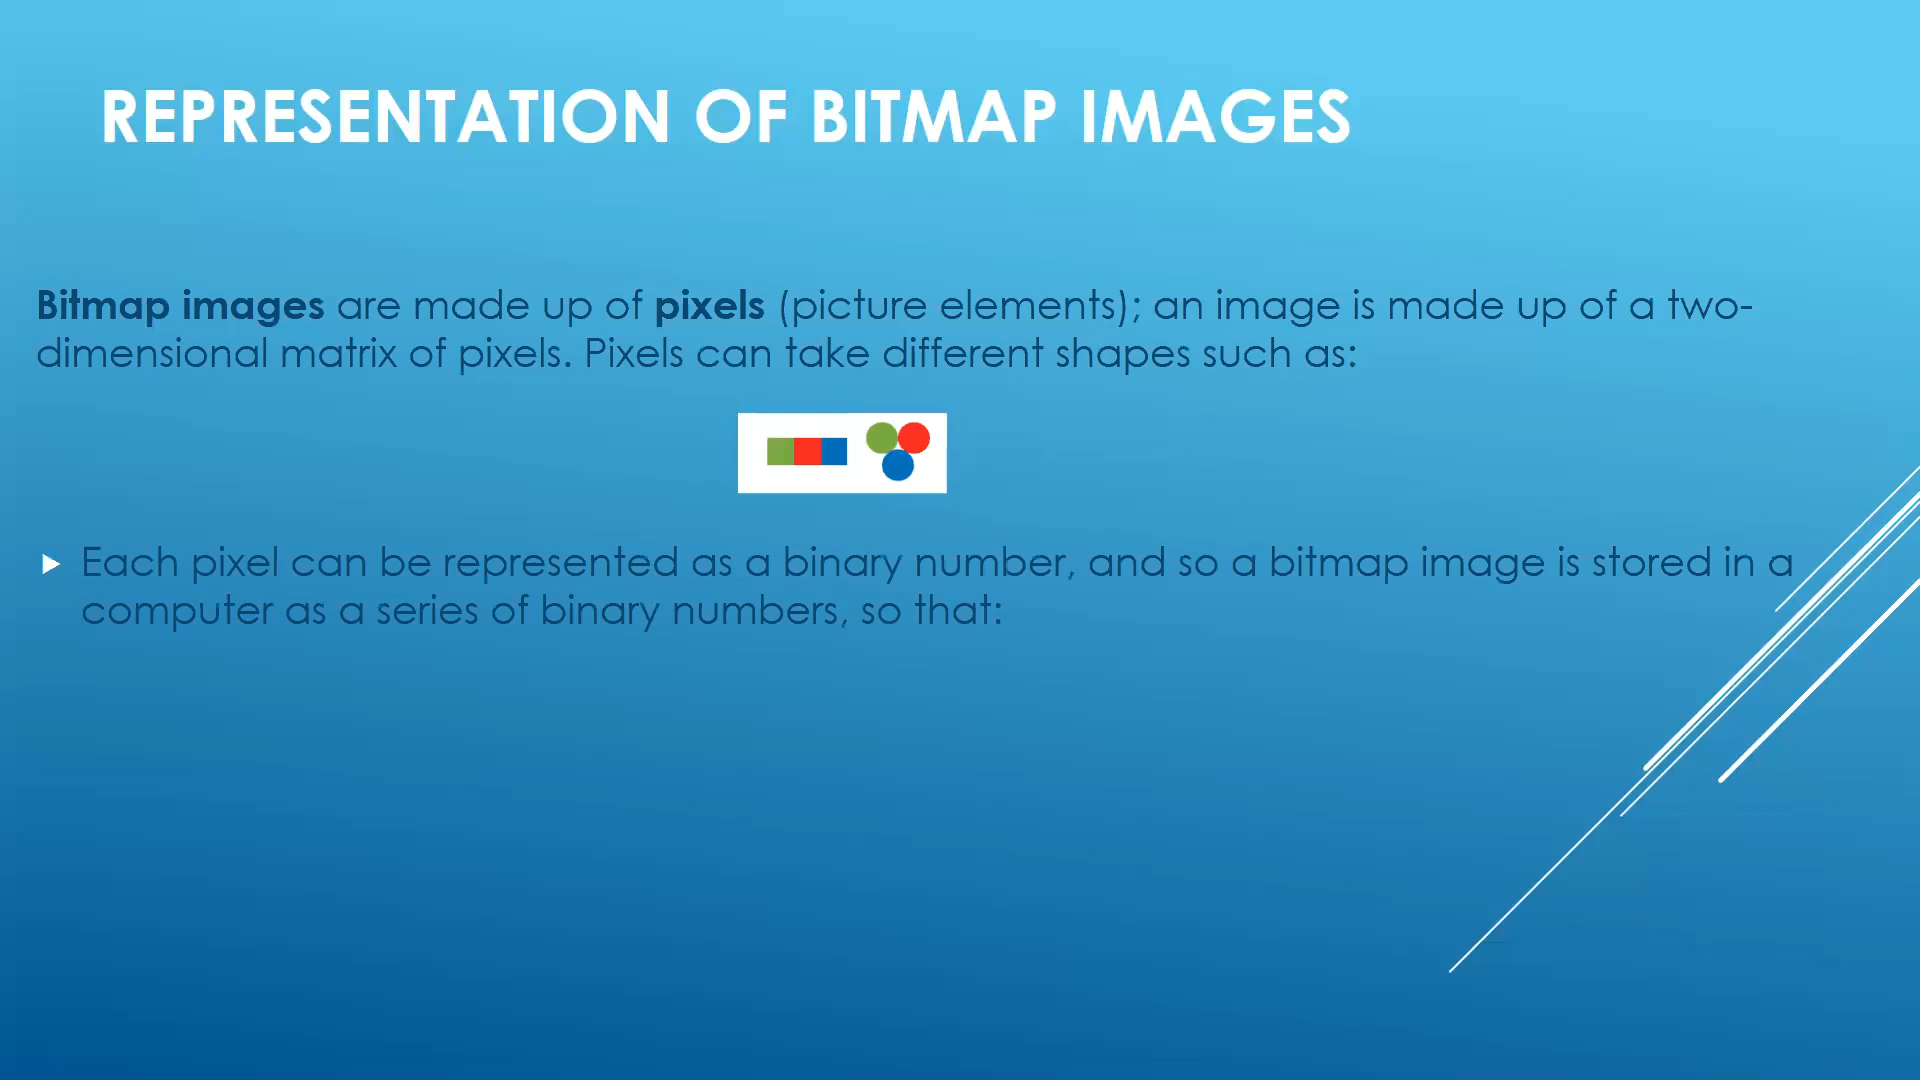 REPRESENTATION OF BITMAP IMAGES
Bitmap images are made up of pixels (picture elements); an image is made up of a two-
dimensional matrix of pixels. Pixels can take different shapes such as:
Each pixel can be represented as a binary number, and so a bitmap image is stored in a
computer as a series of binary numbers, so that: